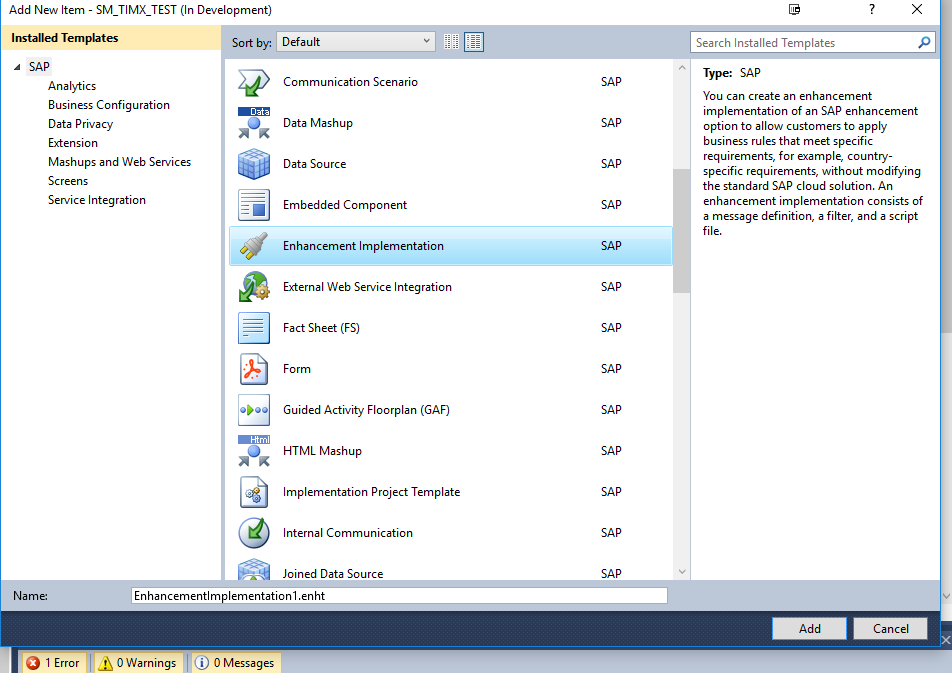 Add New Item - SM_TIMX_TEST (In Development)
?
Installed Templates
Sort by: Default
Search Installed Templates
SAP
Analytics
Business Configuration
Data Privacy
Extension
Mashups and Web Services
Screens
Service Integration
Communication Scenario SAP
Data
Data Mashup SAP
Data Source SAP
Embedded Component SAP
Enhancement Implementation SAP
External Web Service Integration SAP
Fact Sheet (FS) SAP
Form SAP
Guided Activity Floorplan (GAF) SAP
Html
HTML Mashup SAP
Implementation Project Template SAP
Internal Communication SAP
Joined Data Source SAP
Type: SAP
You can create an enhancement
implementation of an SAP enhancement
option to allow customers to apply
business rules that meet specific
requirements, for example, country-
specific requirements, without modifying
the standard SAP cloud solution. An
enhancement implementation consists of
a message definition, a filter, and a script
file.
Name: EnhancementImplementation1.enht
Add Cancel
1 Error 0 Warnings 0 Messages